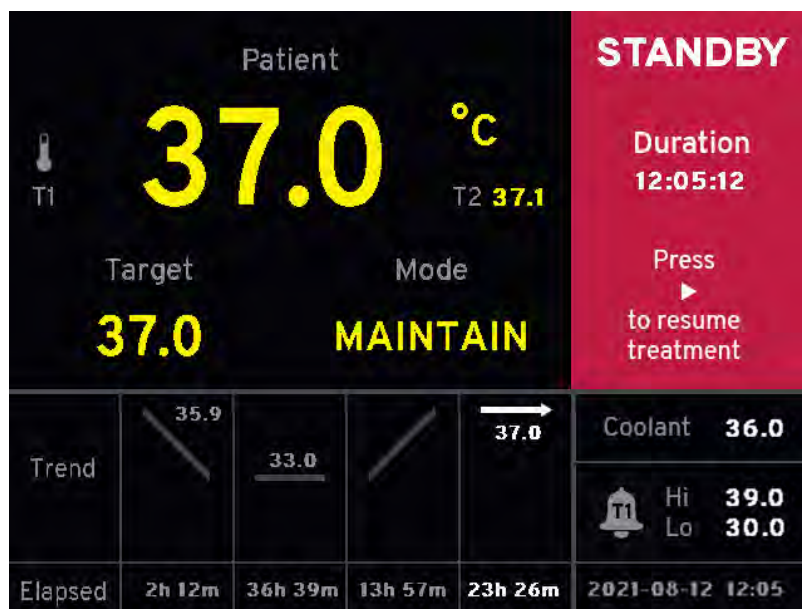 Patient
37.0 °C
T1
T2 37.1
Target
37.0
Mode
MAINTAIN
STANDBY
Duration
12:05:12
Press
▶
to resume
treatment
Trend
35.9
33.0
37.0
Elapsed
2h 12m
36h 39m
13h 57m
23h 26m
Coolant 36.0
T1
Hi 39.0
Lo 30.0
2021-08-12 12:05